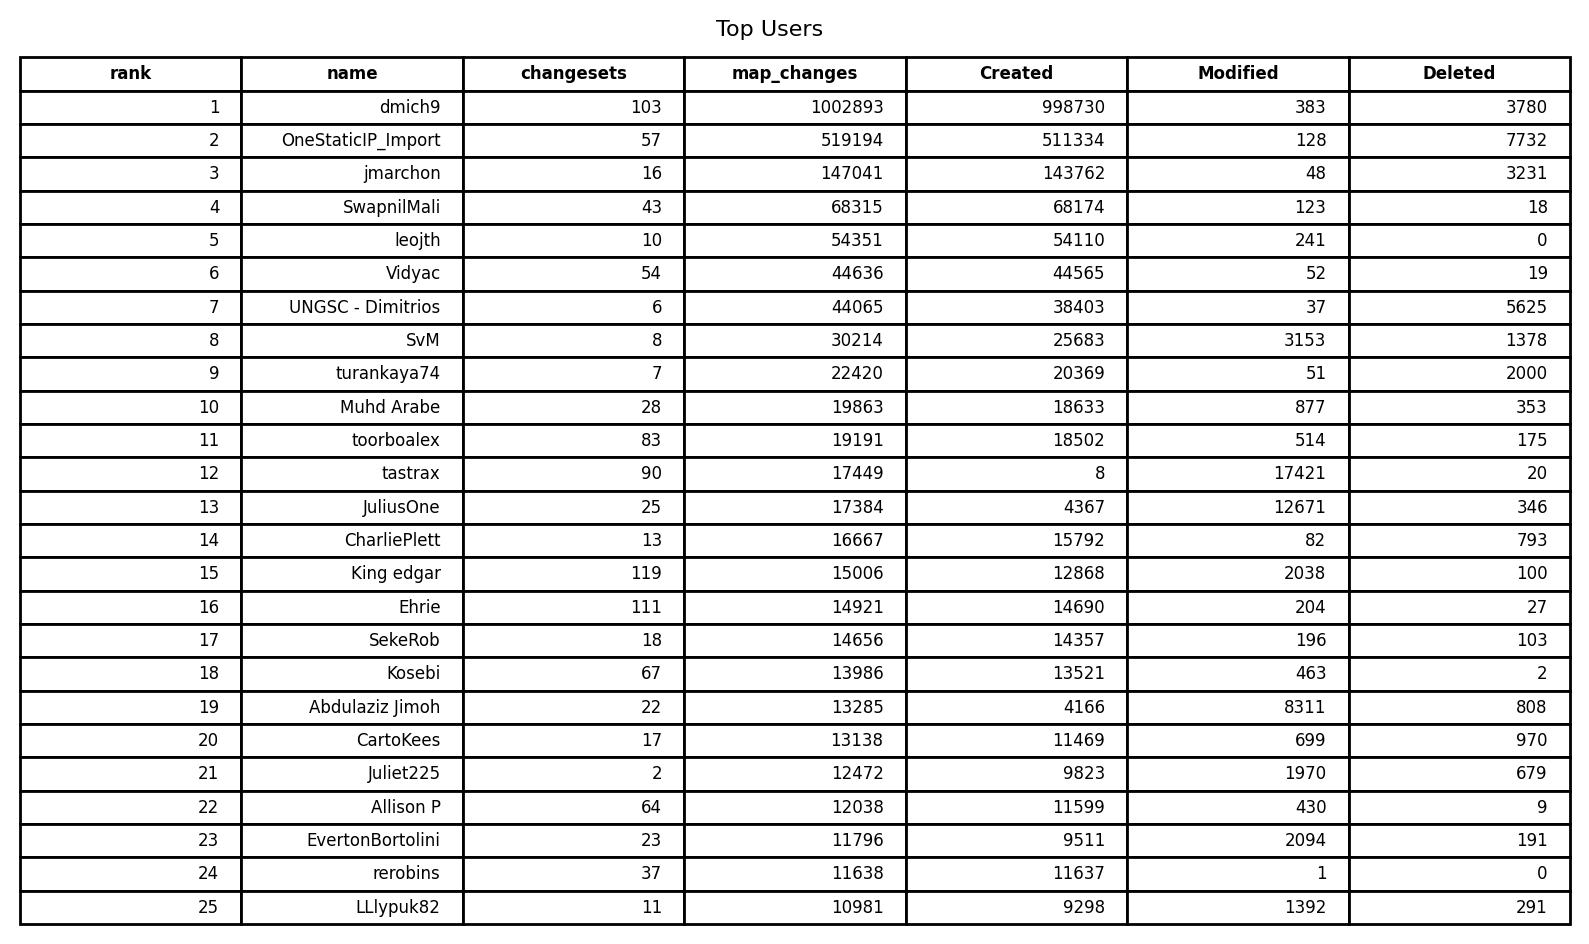 Top Users
rank name changesets map_changes Created Modified Deleted
1 dmich9 103 1002893 998730 383 3780
2 OneStaticIP_Import 57 519194 511334 128 7732
3 jmarchon 16 147041 143762 48 3231
4 SwapnilMali 43 68315 68174 123 18
5 leojth 10 54351 54110 241 0
6 Vidyac 54 44636 44565 52 19
7 UNGSC - Dimitrios 6 44065 38403 37 5625
8 SvM 8 30214 25683 3153 1378
9 turankaya74 7 22420 20369 51 2000
10 Muhd Arabe 28 19863 18633 877 353
11 toorboalex 83 19191 18502 514 175
12 tastrax 90 17449 8 17421 20
13 JuliusOne 25 17384 4367 12671 346
14 CharliePlett 13 16667 15792 82 793
15 King edgar 119 15006 12868 2038 100
16 Ehrie 111 14921 14690 204 27
17 SekeRob 18 14656 14357 196 103
18 Kosebi 67 13986 13521 463 2
19 Abdulaziz Jimoh 22 13285 4166 8311 808
20 CartoKees 17 13138 11469 699 970
21 Juliet225 2 12472 9823 1970 679
22 Allison P 64 12038 11599 430 9
23 EvertonBortolini 23 11796 9511 2094 191
24 rerobins 37 11638 11637 1 0
25 LLlypuk82 11 10981 9298 1392 291